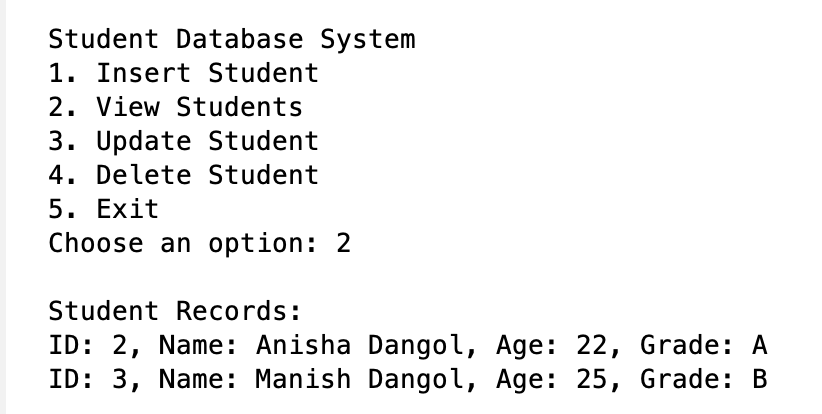 Student Database System
1. Insert Student
2. View Students
3. Update Student
4. Delete Student
5. Exit
Choose an option: 2
Student Records:
ID: 2, Name: Anisha Dangol, Age: 22, Grade: A
ID: 3, Name: Manish Dangol, Age: 25, Grade: B